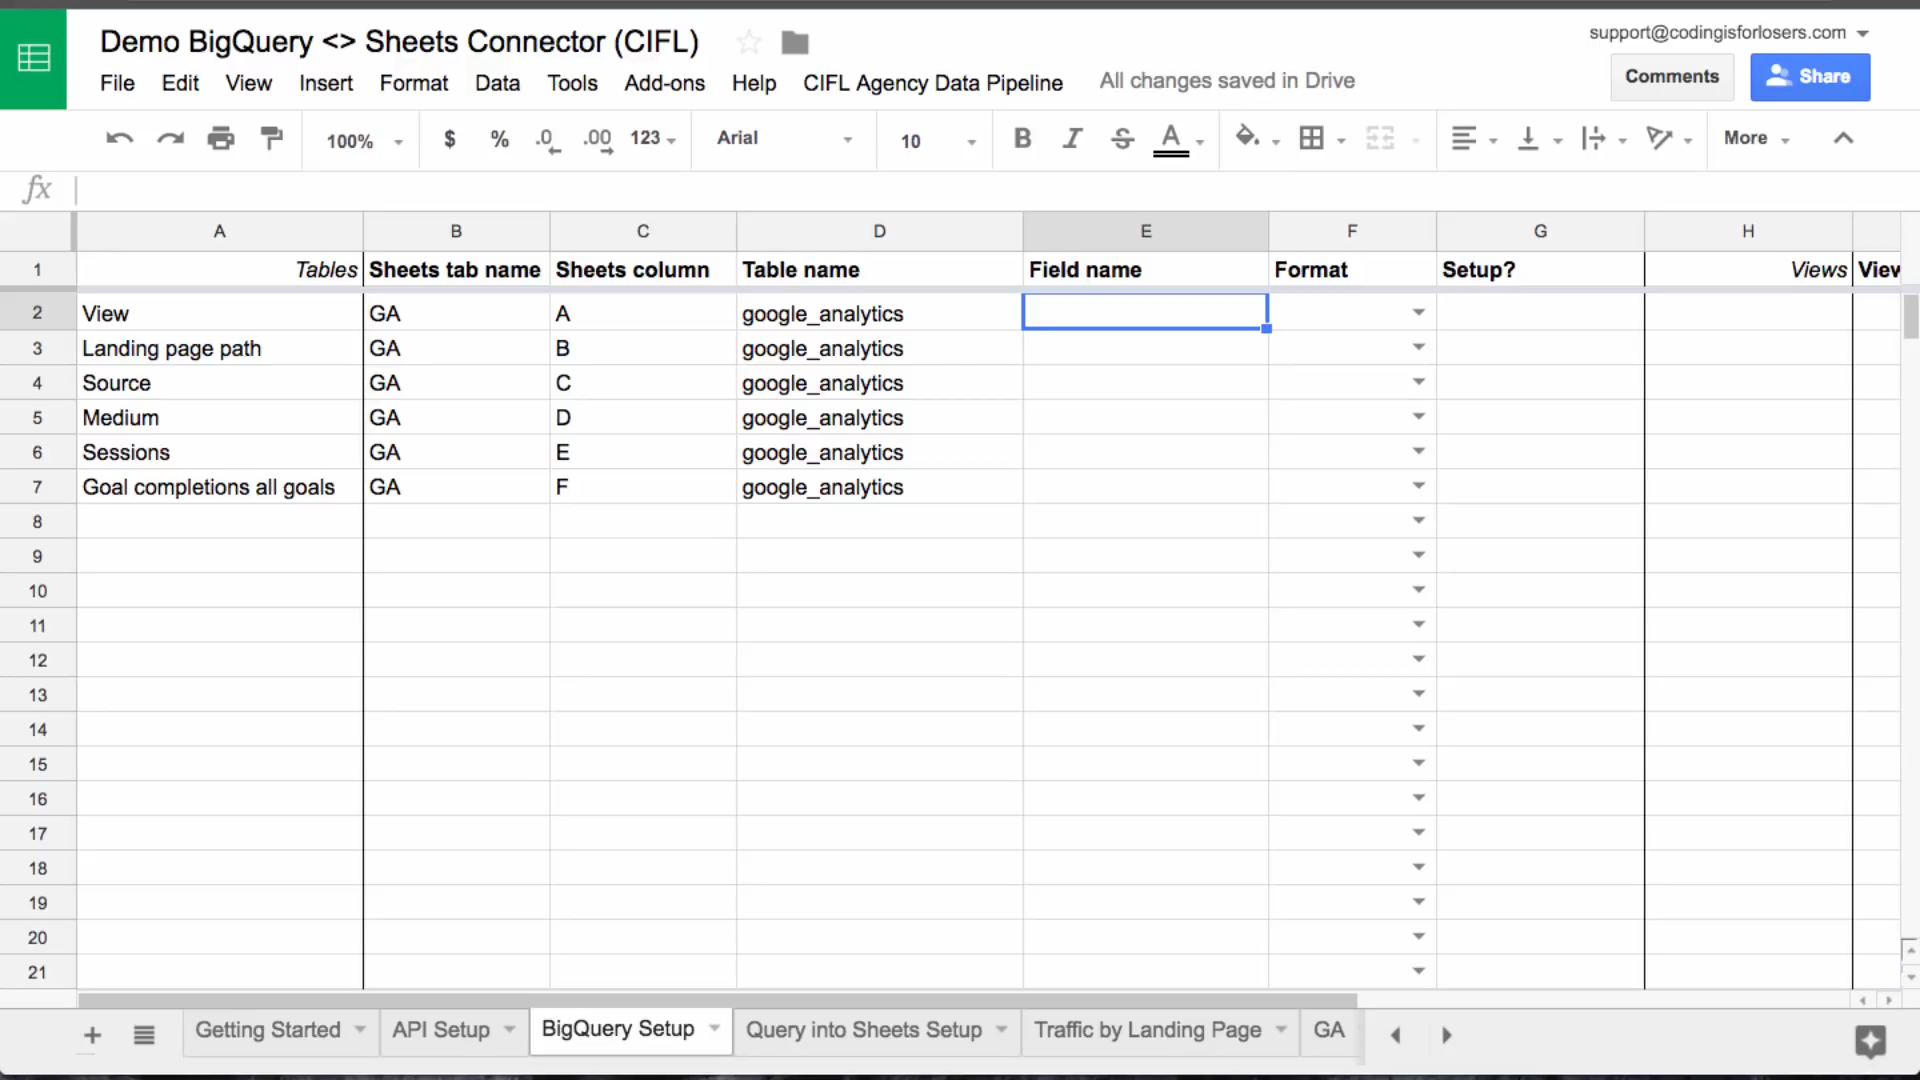 Demo BigQuery <> Sheets Connector (CIFL)
support@codingisforlosers.com
File Edit View Insert Format Data Tools Add-ons Help CIFL Agency Data Pipeline All changes saved in Drive
Comments Share
100% $ % .0 .00 123 Arial 10 B I S A More
fx
A B C D E F G H
1 Tables Sheets tab name Sheets column Table name Field name Format Setup? Views View
2 View GA A google_analytics
3 Landing page path GA B google_analytics
4 Source GA C google_analytics
5 Medium GA D google_analytics
6 Sessions GA E google_analytics
7 Goal completions all goals GA F google_analytics
8
9
10
11
12
13
14
15
16
17
18
19
20
21
+ Getting Started API Setup BigQuery Setup Query into Sheets Setup Traffic by Landing Page GA